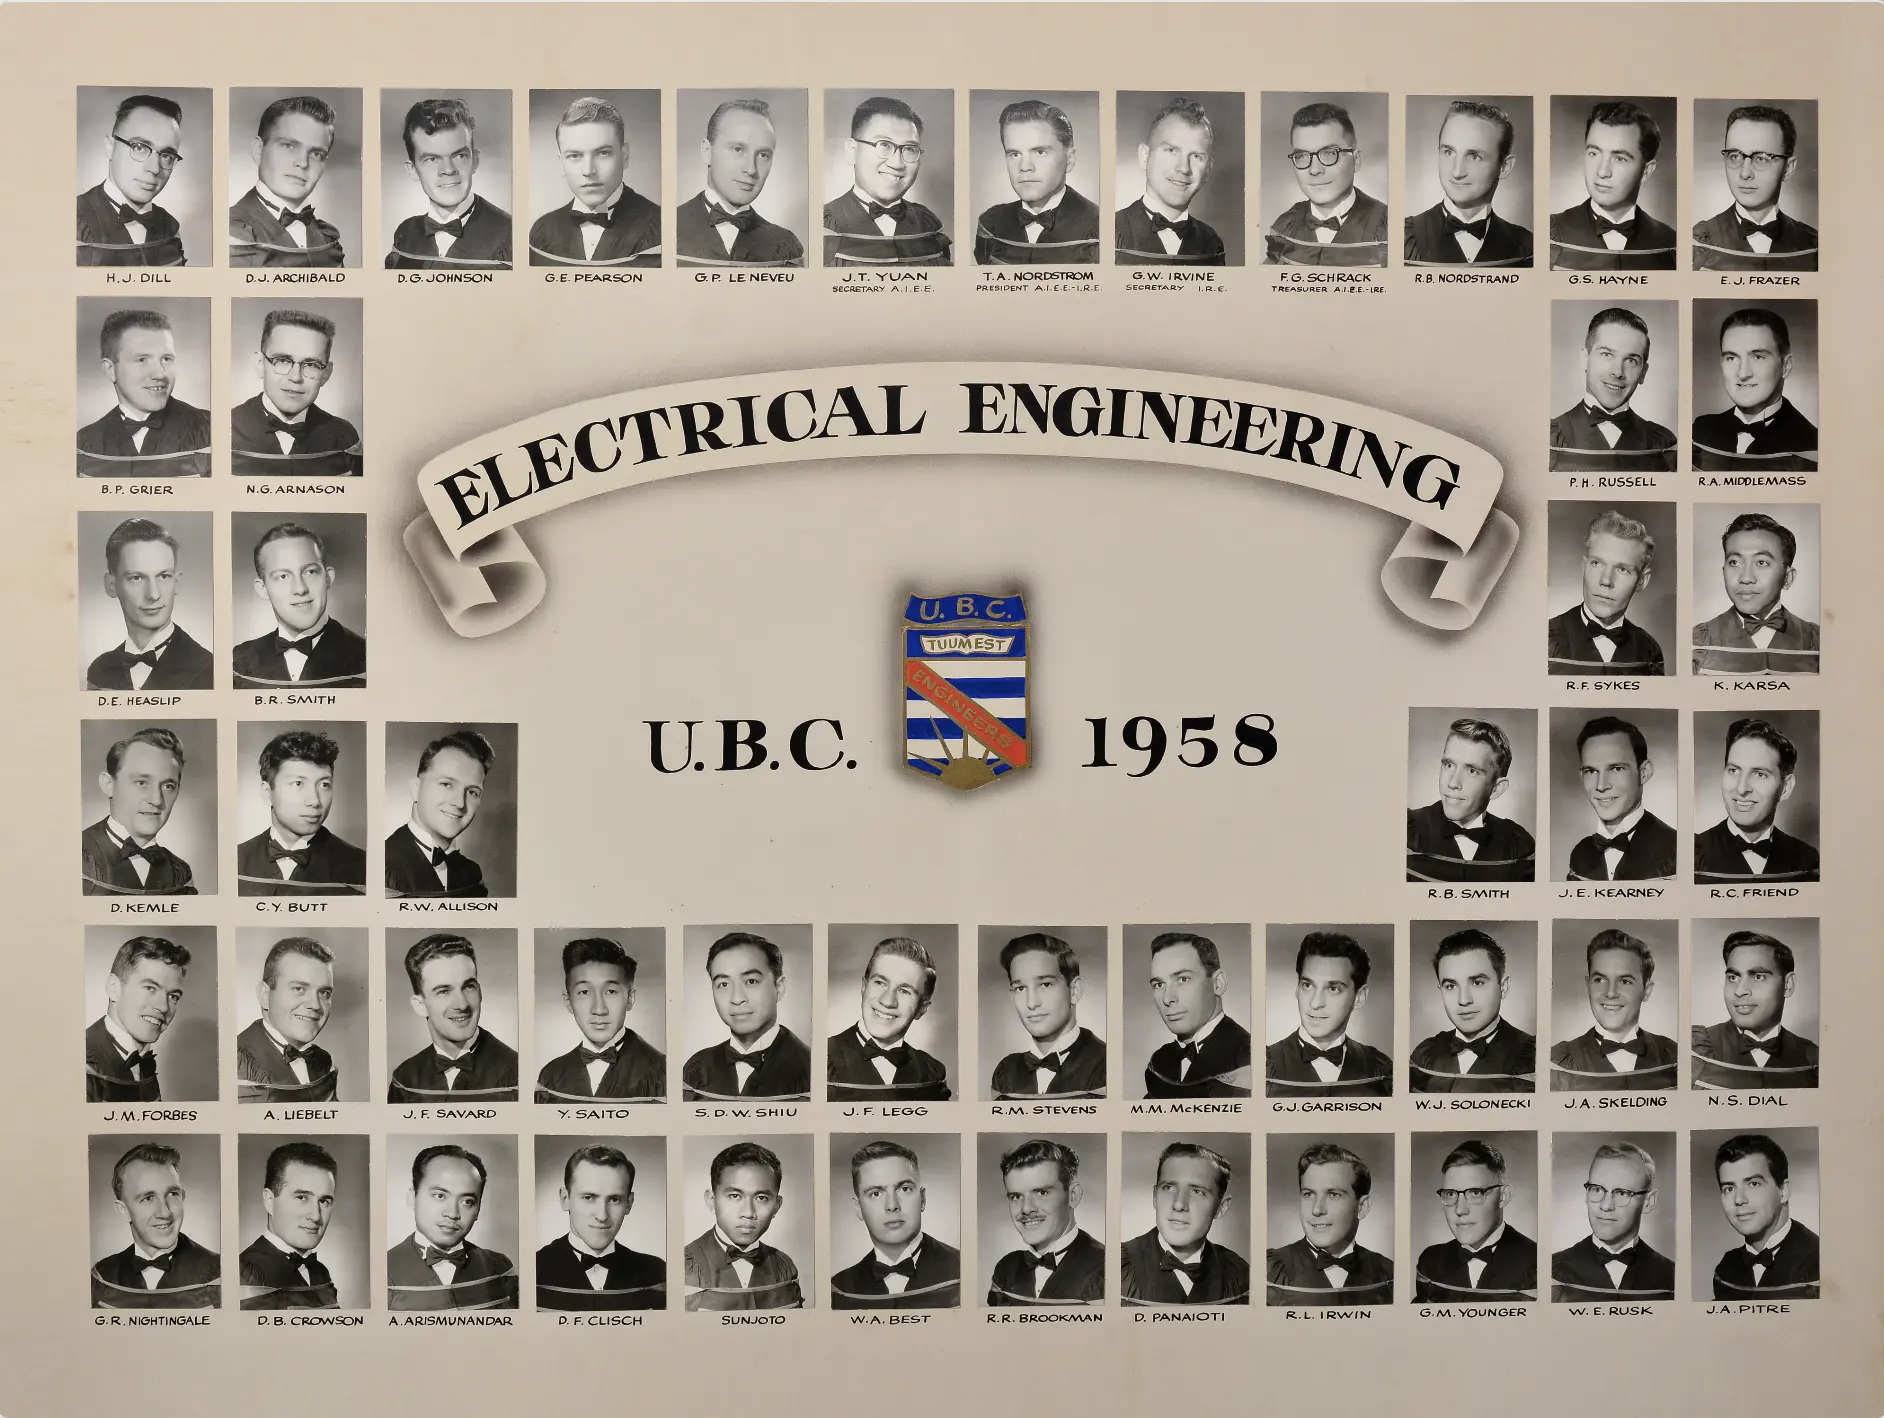 H.J. DILL
D.J. ARCHIBALD
D.G. JOHNSON
G.E. PEARSON
G.P. LE NEVEU
J.T. YUAN
SECRETARY A.I.E.E.
T.A. NORDSTROM
PRESIDENT A.I.E.E.-I.R.E.
G.W. IRVINE
SECRETARY I.R.E.
F.G. SCHRACK
TREASURER A.I.E.E.-I.RE.
R.B. NORDSTRAND
G.S. HAYNE
E.J. FRAZER
B.P. GRIER
N.G. ARNASON
P.H. RUSSELL
R.A. MIDDLEMASS
ELECTRICAL ENGINEERING
D.E. HEASLIP
B.R. SMITH
R.F. SYKES
K. KARSA
U.B.C.
TUUM EST
ENGINEERS
U.B.C. 1958
D. KEMLE
C.Y. BUTT
R.W. ALLISON
R.B. SMITH
J.E. KEARNEY
R.C. FRIEND
J.M. FORBES
A. LIEBELT
J.F. SAVARD
Y. SAITO
S.D.W. SHIU
J.F. LEGG
R.M. STEVENS
M.M. McKENZIE
G.J. GARRISON
W.J. SOLONECKI
J.A. SKELDING
N.S. DIAL
G.R. NIGHTINGALE
D.B. CROWSON
A. ARISMUNANDAR
D.F. CLISCH
SUNJOTO
W.A. BEST
R.R. BROOKMAN
D. PANAIOTI
R.L. IRWIN
G.M. YOUNGER
W.E. RUSK
J.A. PITRE